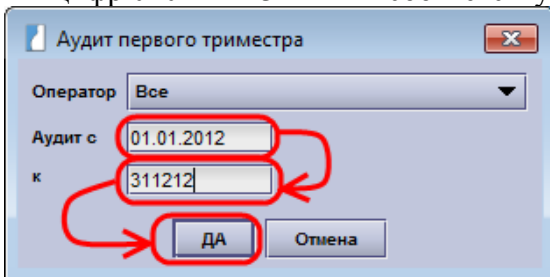 Аудит первого триместра
Оператор Все
Аудит с 01.01.2012
к 311212
ДА Отмена